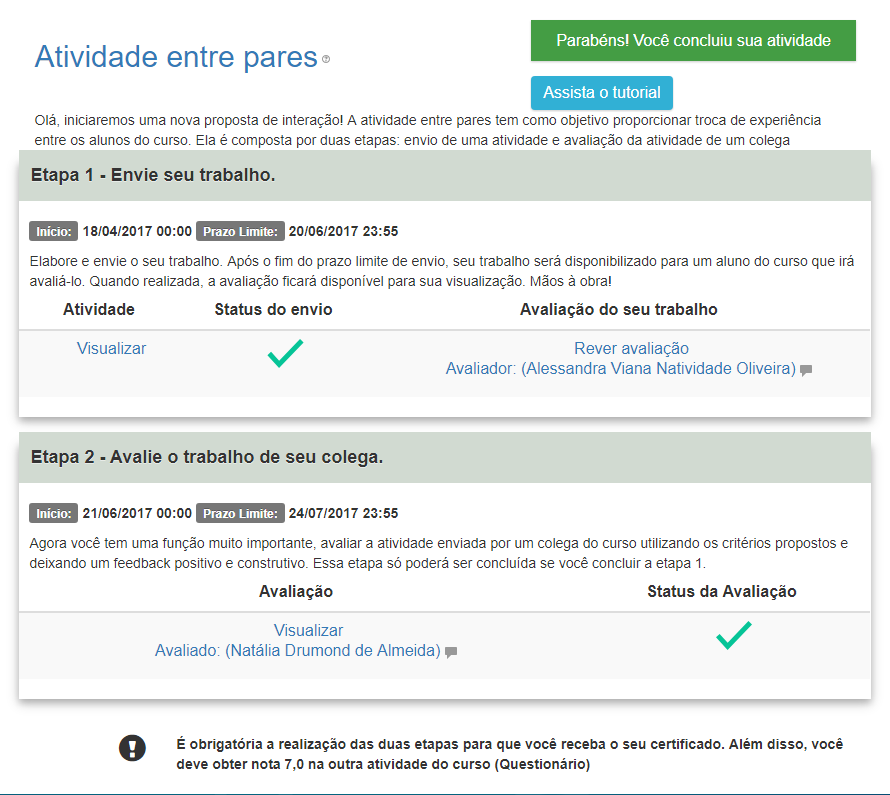 Atividade entre pares
Parabéns! Você concluiu sua atividade
Assista o tutorial
Olá, iniciaremos uma nova proposta de interação! A atividade entre pares tem como objetivo proporcionar troca de experiência
entre os alunos do curso. Ela é composta por duas etapas: envio de uma atividade e avaliação da atividade de um colega
Etapa 1 - Envie seu trabalho.
Início: 18/04/2017 00:00 Prazo Limite: 20/06/2017 23:55
Elabore e envie o seu trabalho. Após o fim do prazo limite de envio, seu trabalho será disponibilizado para um aluno do curso que irá
avaliá-lo. Quando realizada, a avaliação ficará disponível para sua visualização. Mãos à obra!
Atividade Status do envio Avaliação do seu trabalho
Visualizar Rever avaliação
Avaliador: (Alessandra Viana Natividade Oliveira)
Etapa 2 - Avalie o trabalho de seu colega.
Início: 21/06/2017 00:00 Prazo Limite: 24/07/2017 23:55
Agora você tem uma função muito importante, avaliar a atividade enviada por um colega do curso utilizando os critérios propostos e
deixando um feedback positivo e construtivo. Essa etapa só poderá ser concluída se você concluir a etapa 1.
Avaliação Status da Avaliação
Visualizar
Avaliado: (Natália Drumond de Almeida)
É obrigatória a realização das duas etapas para que você receba o seu certificado. Além disso, você
deve obter nota 7,0 na outra atividade do curso (Questionário)